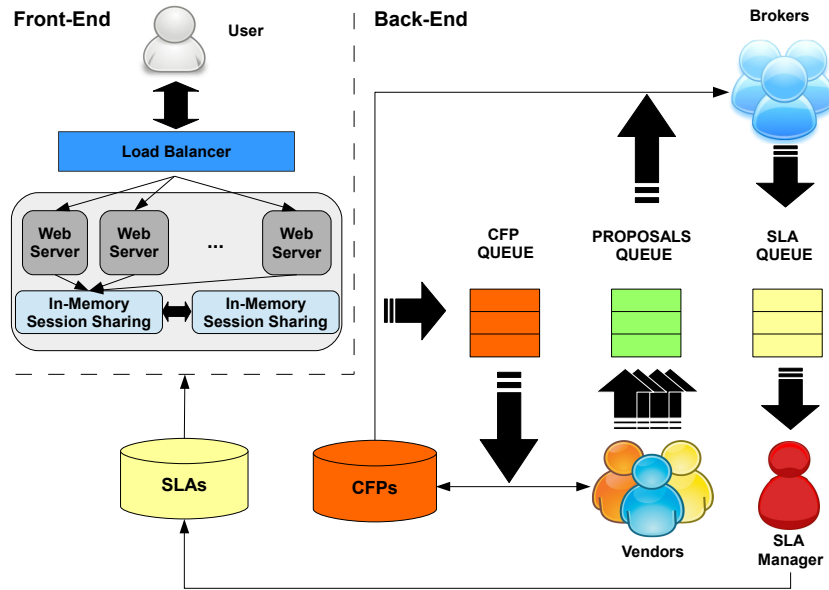 Front-End
User
Back-End
Brokers
Load Balancer
Web
Server
Web
Server
...
Web
Server
In-Memory
Session Sharing
In-Memory
Session Sharing
CFP
QUEUE
PROPOSALS
QUEUE
SLA
QUEUE
SLAs
CFPs
Vendors
SLA
Manager